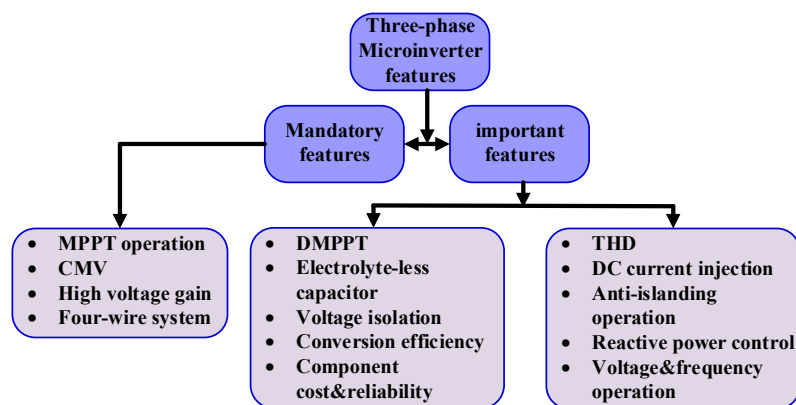 Three-phase
Microinverter
features
Mandatory
features
important
features
• MPPT operation
• CMV
• High voltage gain
• Four-wire system
• DMPPT
• Electrolyte-less
capacitor
• Voltage isolation
• Conversion efficiency
• Component
cost&reliability
• THD
• DC current injection
• Anti-islanding
operation
• Reactive power control
• Voltage&frequency
operation